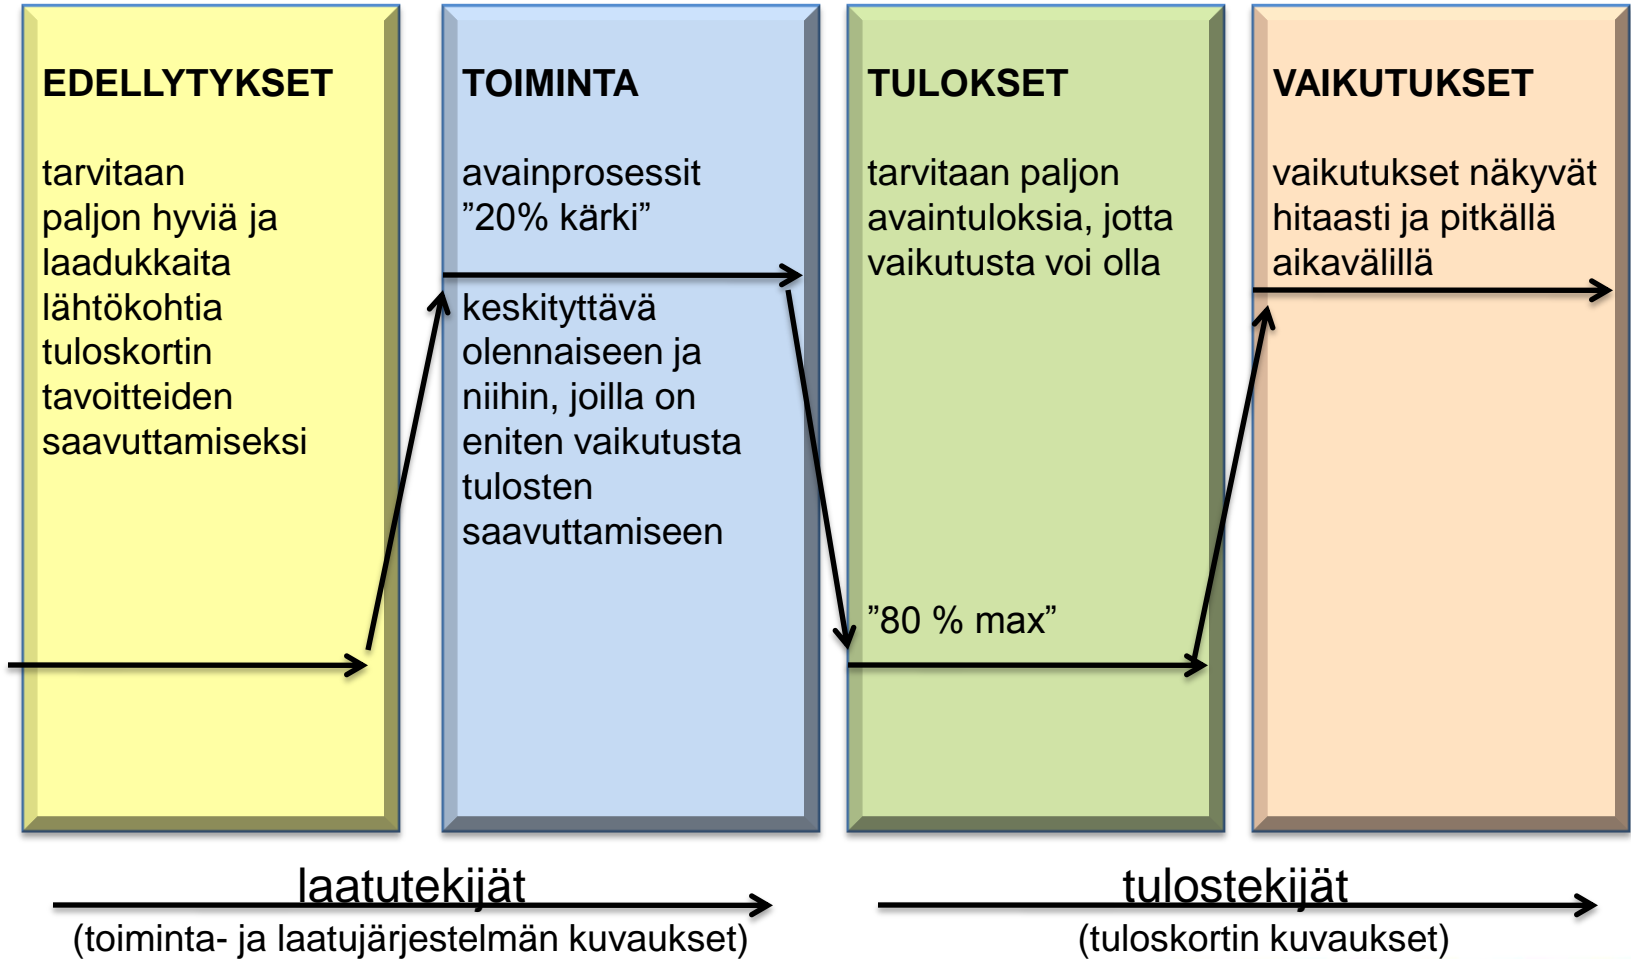 EDELLYTYKSET
tarvitaan
paljon hyviä ja
laadukkaita
lähtökohtia
tuloskortin
tavoitteiden
saavuttamiseksi
TOIMINTA
avainprosessit
”20% kärki”
keskityttävä
olennaiseen ja
niihin, joilla on
eniten vaikutusta
tulosten
saavuttamiseen
TULOKSET
tarvitaan paljon
avaintuloksia, jotta
vaikutusta voi olla
”80 % max”
VAIKUTUKSET
vaikutukset näkyvät
hitaasti ja pitkällä
aikavälillä
laatutekijät
(toiminta- ja laatujärjestelmän kuvaukset)
tulostekijät
(tuloskortin kuvaukset)